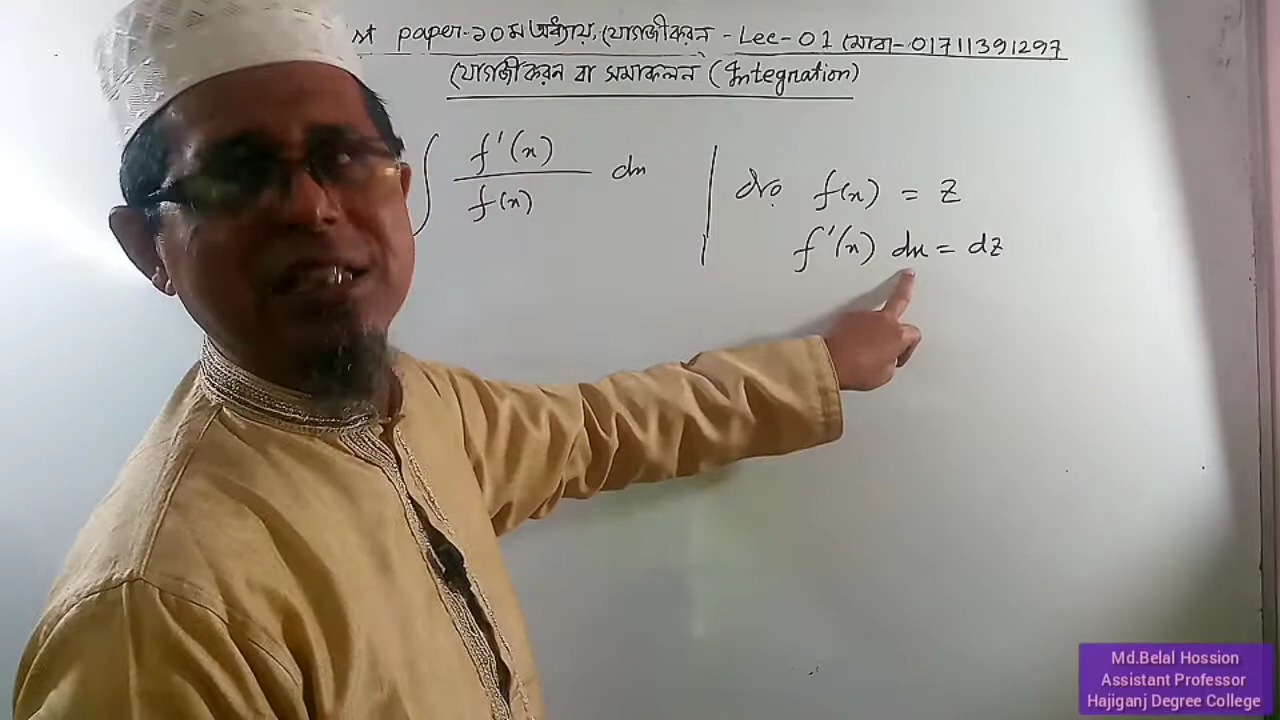 st paper-১০ম অধ্যায়, যোগজীকরন - Lec-01 মোবা-01711391297
যোগজীকরন বা সমাকলন (Integration)
∫ f'(x) / f(x) dx | ধরি f(x) = z
f'(x) dx = dz
Md.Belal Hossion
Assistant Professor
Hajiganj Degree College